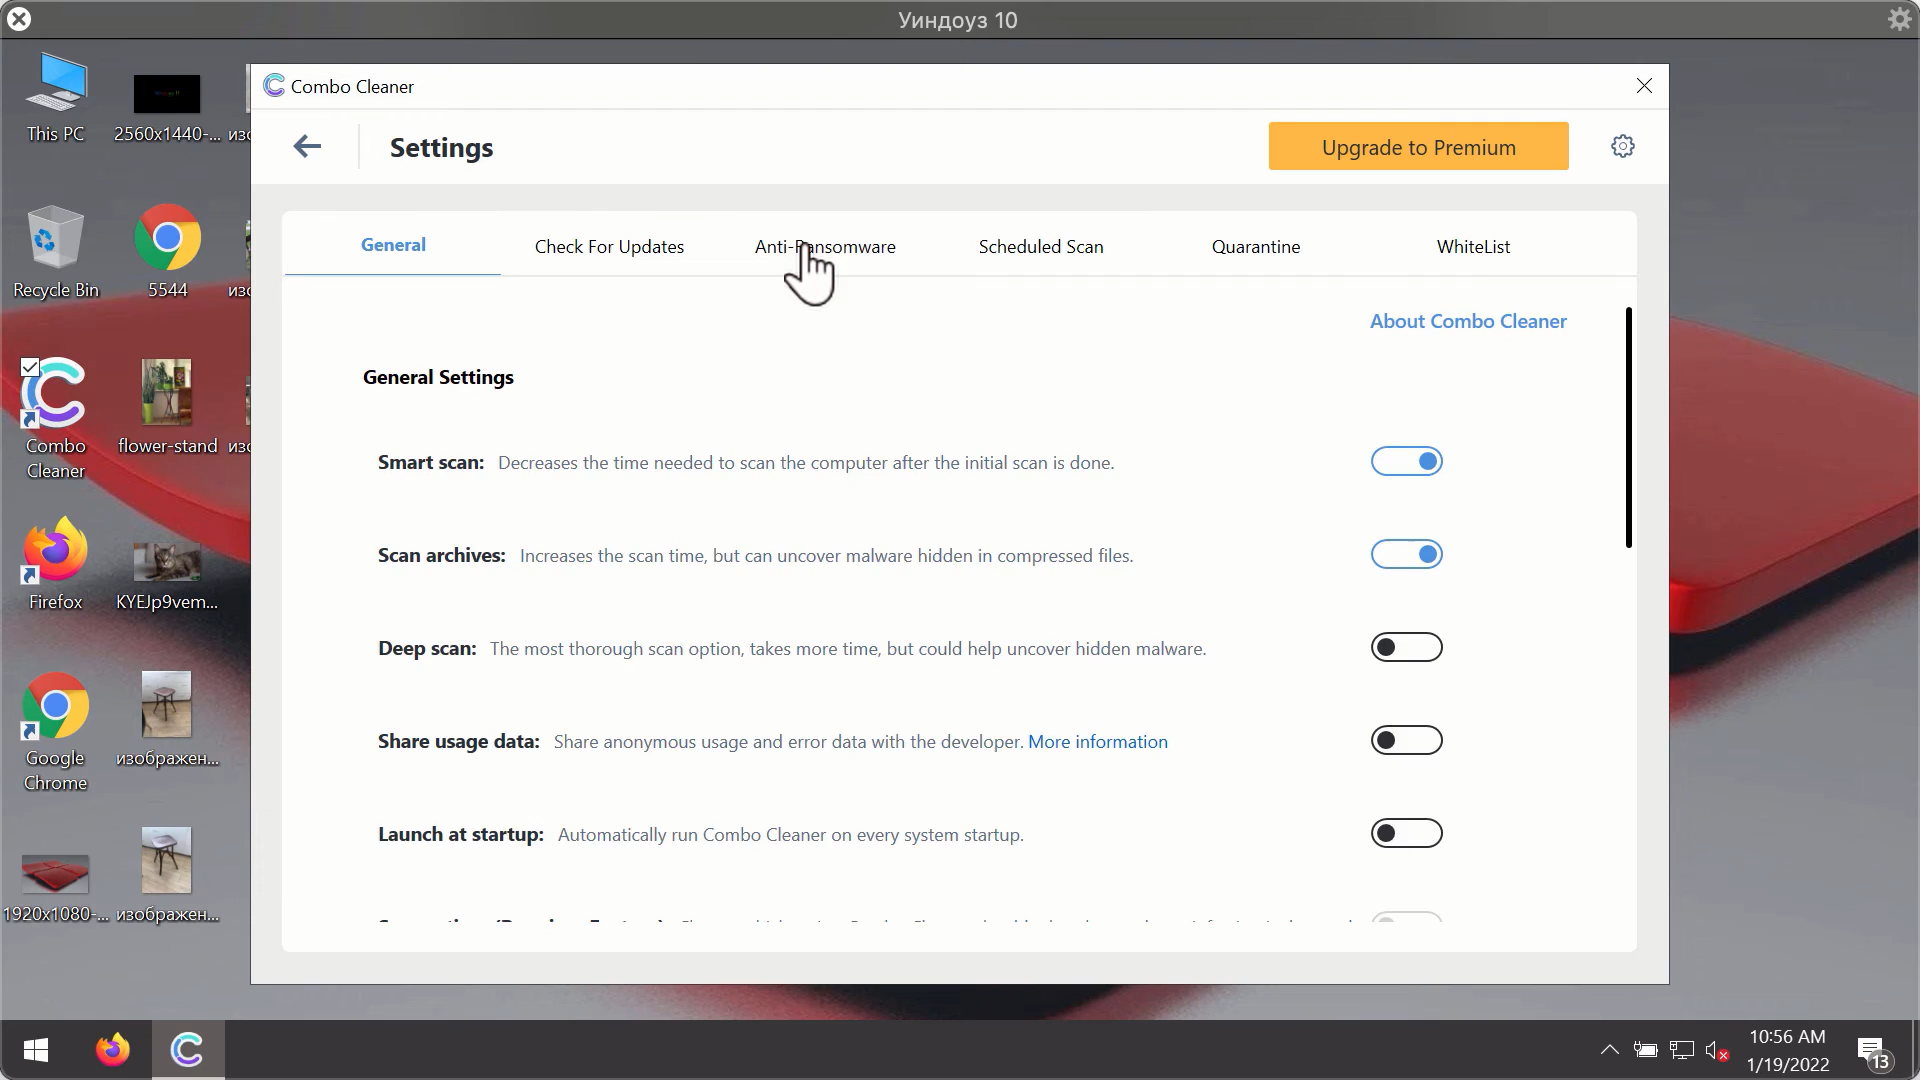 Уиндоуз 10
This PC
2560x1440-...
Recycle Bin
5544
Combo
Cleaner
flower-stand
Firefox
KYEJp9vem...
Google
Chrome
изображен...
1920x1080-...
изображен...
Combo Cleaner
Settings
Upgrade to Premium
General
Check For Updates
Anti-Ransomware
Scheduled Scan
Quarantine
WhiteList
About Combo Cleaner
General Settings
Smart scan: Decreases the time needed to scan the computer after the initial scan is done.
Scan archives: Increases the scan time, but can uncover malware hidden in compressed files.
Deep scan: The most thorough scan option, takes more time, but could help uncover hidden malware.
Share usage data: Share anonymous usage and error data with the developer. More information
Launch at startup: Automatically run Combo Cleaner on every system startup.
10:56 AM
1/19/2022
13